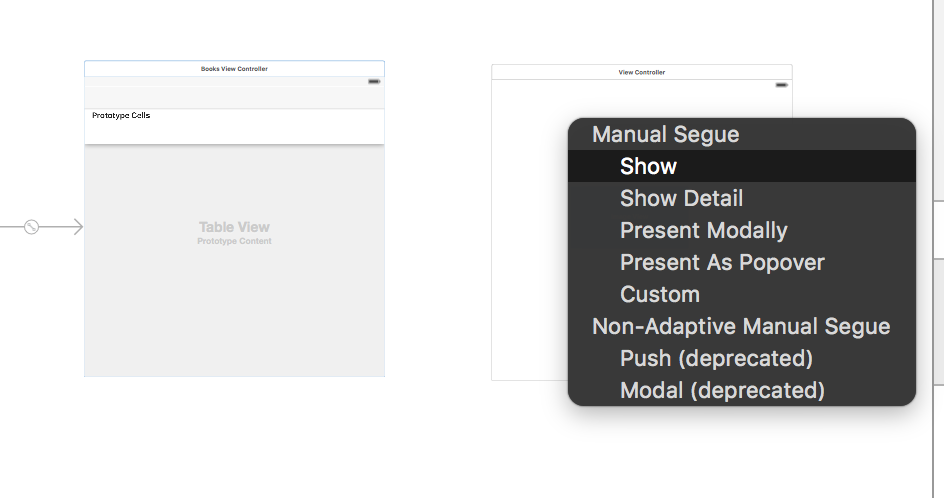 Books View Controller
Prototype Cells
Table View
Prototype Content
View Controller
Manual Segue
Show
Show Detail
Present Modally
Present As Popover
Custom
Non-Adaptive Manual Segue
Push (deprecated)
Modal (deprecated)